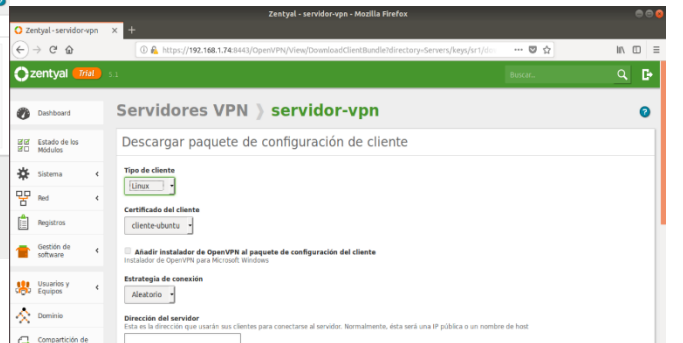 Zentyal - servidor-vpn - Mozilla Firefox
Zentyal - servidor-vpn
https://192.168.1.74:8443/OpenVPN/View/DownloadClientBundle?directory=Servers/keys/sr1/
zentyal Trial 5.1
Buscar...
Dashboard
Estado de los
Módulos
Sistema
Red
Registros
Gestión de
software
Usuarios y
Equipos
Dominio
Compartición de
Servidores VPN servidor-vpn
Descargar paquete de configuración de cliente
Tipo de cliente
Linux
Certificado del cliente
cliente-ubuntu
Añadir instalador de OpenVPN al paquete de configuración del cliente
Instalador de OpenVPN para Microsoft Windows
Estrategia de conexión
Aleatorio
Dirección del servidor
Esta es la dirección que usarán sus clientes para conectarse al servidor. Normalmente, ésta será una IP pública o un nombre de host